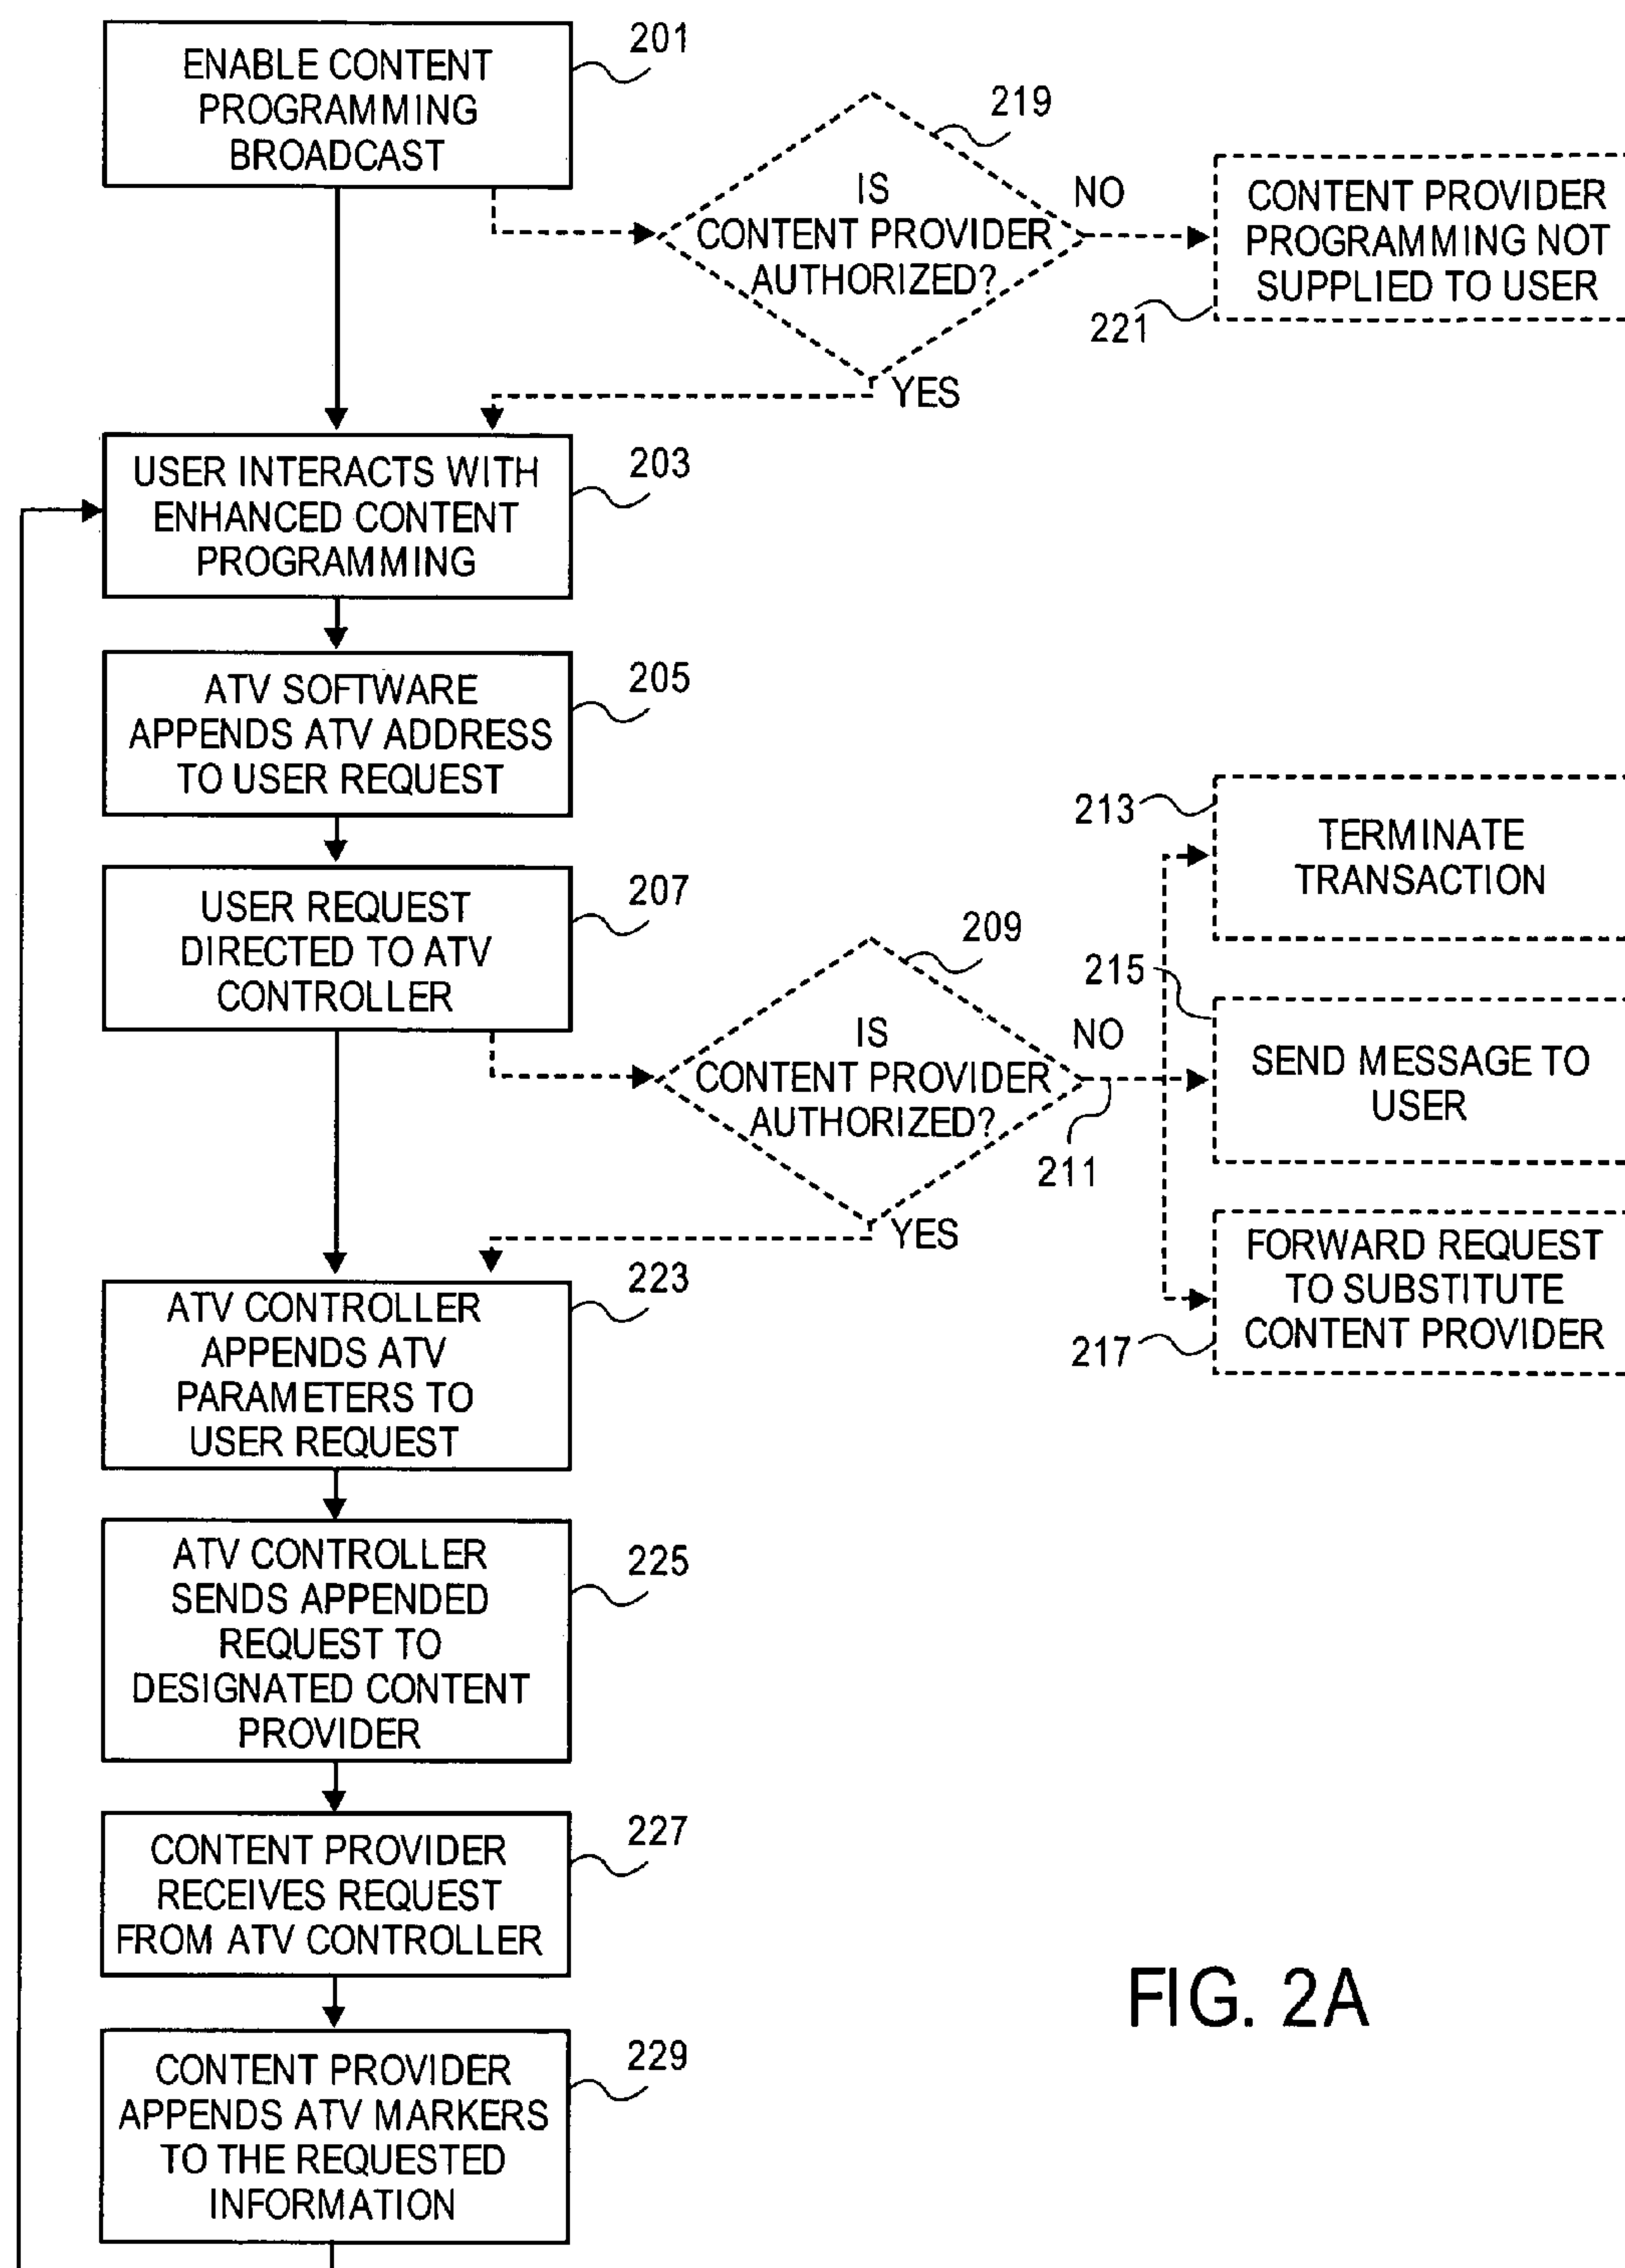 ENABLE CONTENT
PROGRAMMING
BROADCAST
201
219
IS
CONTENT PROVIDER
AUTHORIZED?
NO
YES
CONTENT PROVIDER
PROGRAMMING NOT
SUPPLIED TO USER
221
USER INTERACTS WITH
ENHANCED CONTENT
PROGRAMMING
203
ATV SOFTWARE
APPENDS ATV ADDRESS
TO USER REQUEST
205
USER REQUEST
DIRECTED TO ATV
CONTROLLER
207
209
IS
CONTENT PROVIDER
AUTHORIZED?
NO
211
YES
213
TERMINATE
TRANSACTION
215
SEND MESSAGE TO
USER
FORWARD REQUEST
TO SUBSTITUTE
CONTENT PROVIDER
217
ATV CONTROLLER
APPENDS ATV
PARAMETERS TO
USER REQUEST
223
ATV CONTROLLER
SENDS APPENDED
REQUEST TO
DESIGNATED CONTENT
PROVIDER
225
CONTENT PROVIDER
RECEIVES REQUEST
FROM ATV CONTROLLER
227
CONTENT PROVIDER
APPENDS ATV MARKERS
TO THE REQUESTED
INFORMATION
229
FIG. 2A